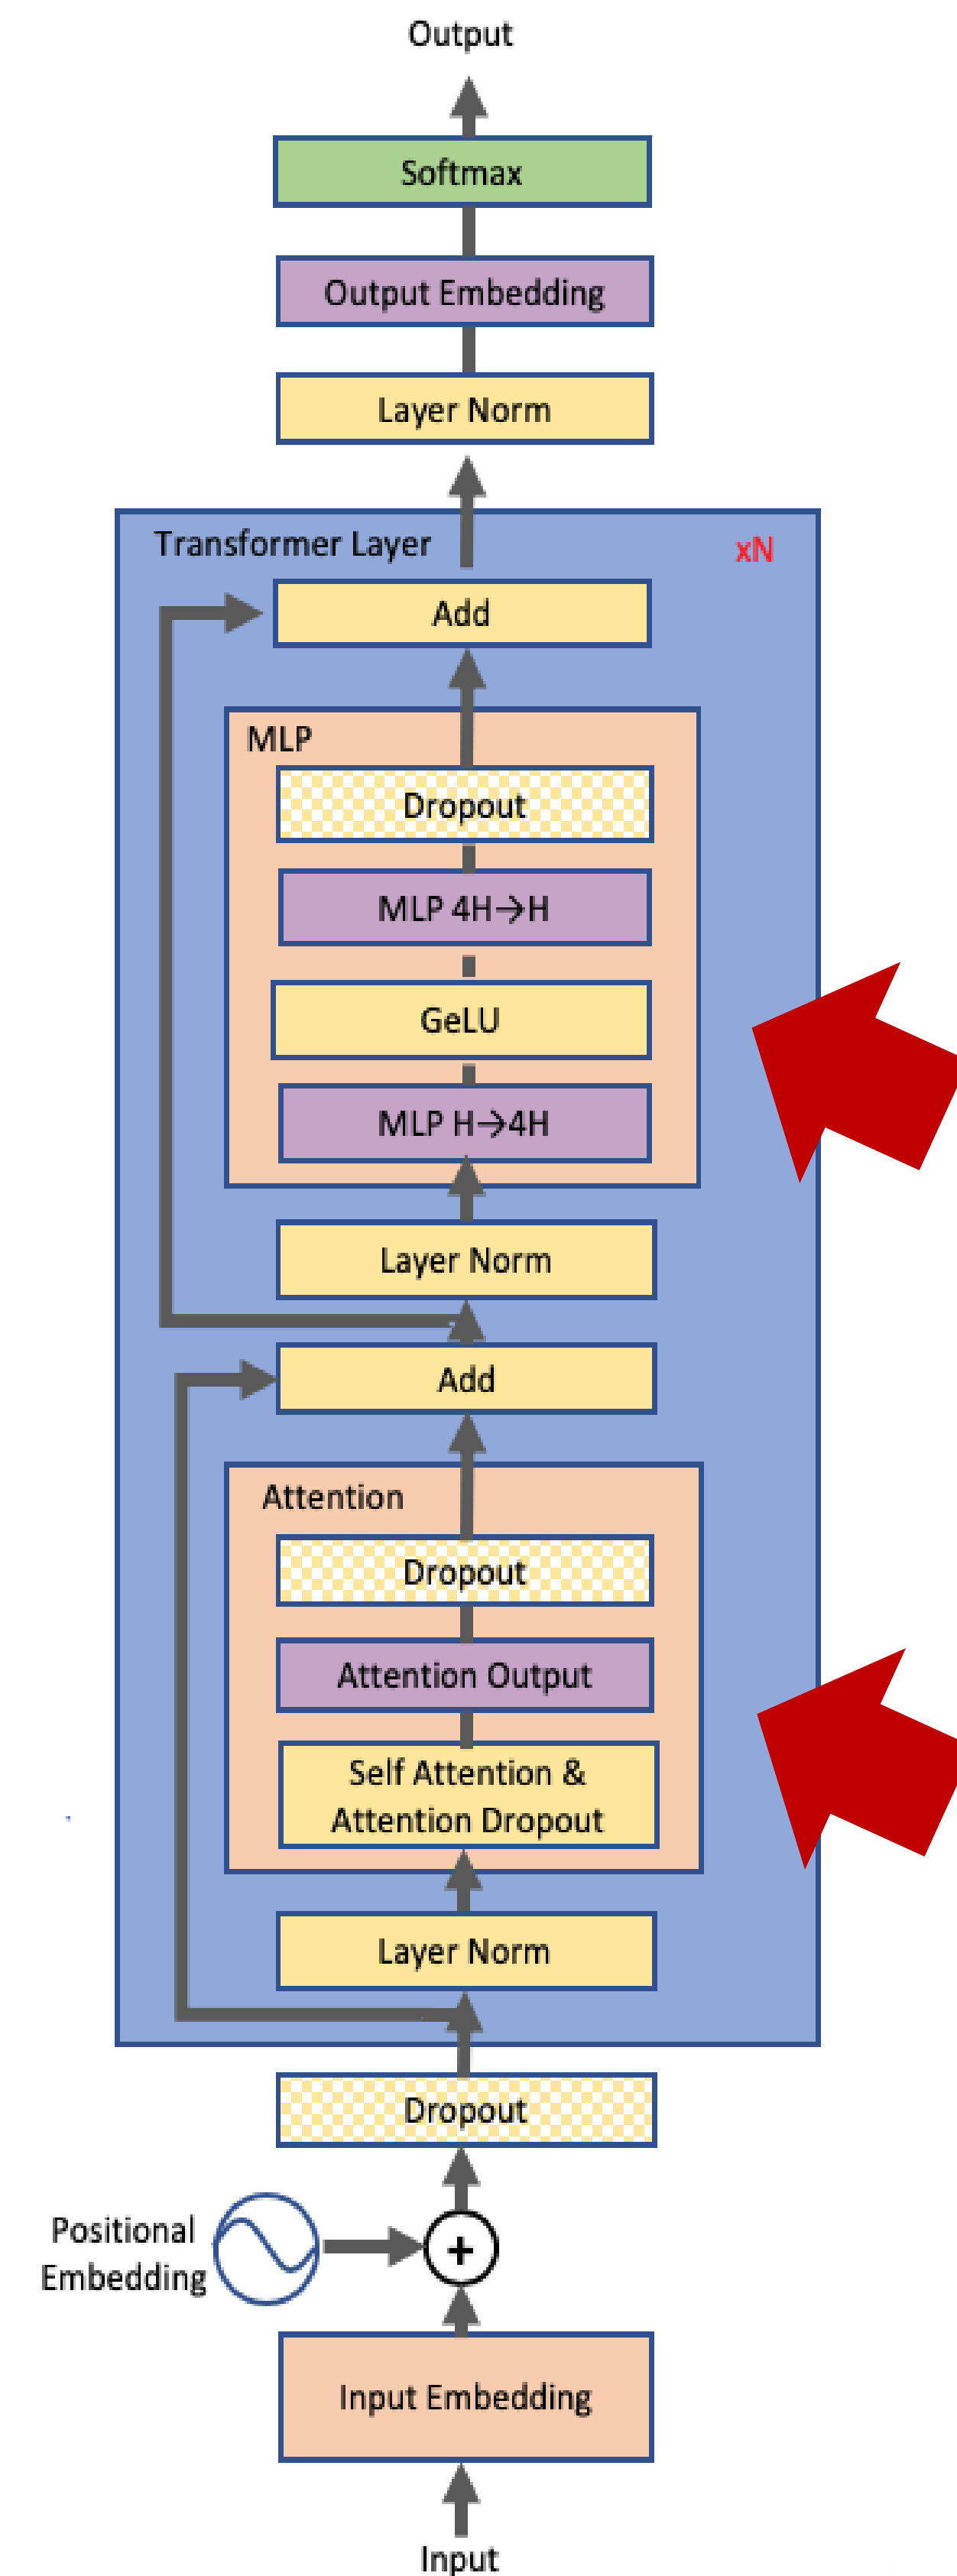 Output
Softmax
Output Embedding
Layer Norm
Transformer Layer
xN
Add
MLP
Dropout
MLP 4H→H
GeLU
MLP H→4H
Layer Norm
Add
Attention
Dropout
Attention Output
Self Attention &
Attention Dropout
Layer Norm
Dropout
Positional
Embedding
+
Input Embedding
Input